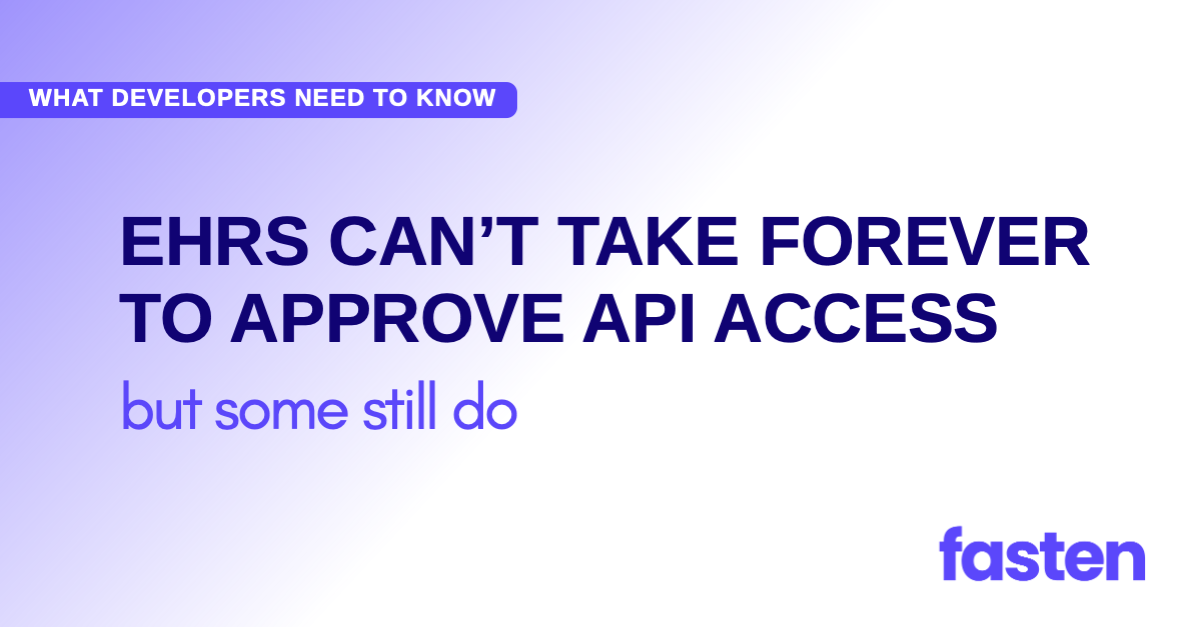 WHAT DEVELOPERS NEED TO KNOW
EHRS CAN’T TAKE FOREVER
TO APPROVE API ACCESS
but some still do
fasten